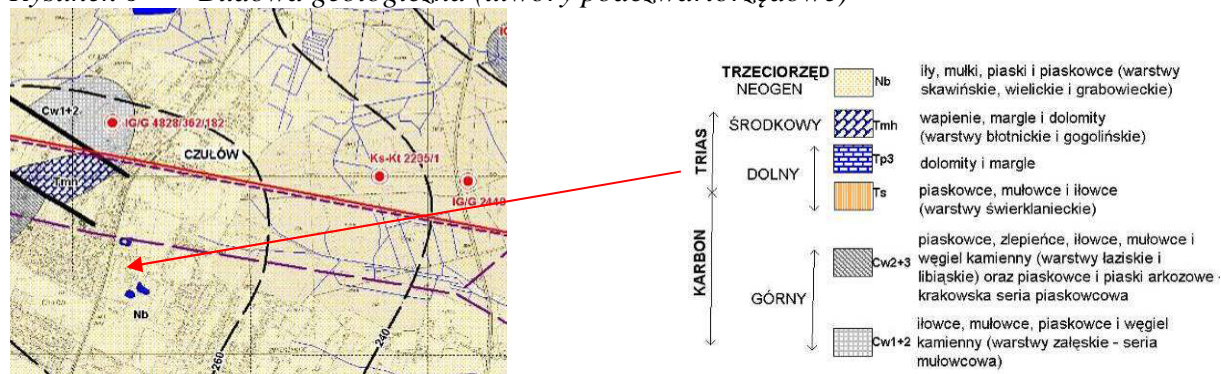 Rysunek 3 Budowa geologiczna (utwory podczwartorzędowe)
Cw1+2
IG/G 4828/362/182
CZUŁÓW
Ks-Kt 2235/1
IG/G 2449
Tmh
Nb
260
240
240
TRZECIORZĘD
NEOGEN
Nb
iły, mułki, piaski i piaskowce (warstwy
skawińskie, wielickie i grabowieckie)
TRIAS
ŚRODKOWY
Tmh
wapienie, margle i dolomity
(warstwy błotnickie i gogolińskie)
DOLNY
Tp3
dolomity i margle
Ts
piaskowce, mułowce i iłowce
(warstwy świerklanieckie)
KARBON
GÓRNY
Cw2+3
piaskowce, zlepieńce, iłowce, mułowce i
węgiel kamienny (warstwy łaziskie i
libiąskie) oraz piaskowce i piaski arkozowe -
krakowska seria piaskowcowa
Cw1+2
iłowce, mułowce, piaskowce i węgiel
kamienny (warstwy załęskie - seria
mułowcowa)